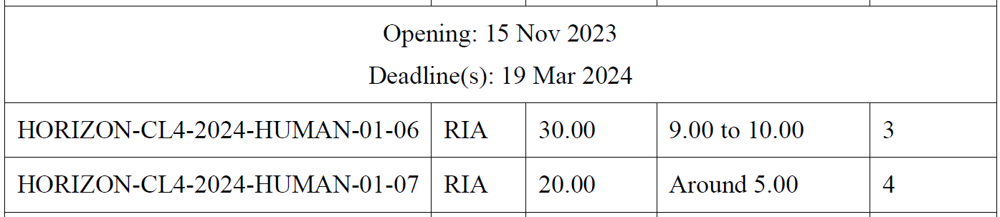 Opening: 15 Nov 2023
Deadline(s): 19 Mar 2024
HORIZON-CL4-2024-HUMAN-01-06 RIA 30.00 9.00 to 10.00 3
HORIZON-CL4-2024-HUMAN-01-07 RIA 20.00 Around 5.00 4